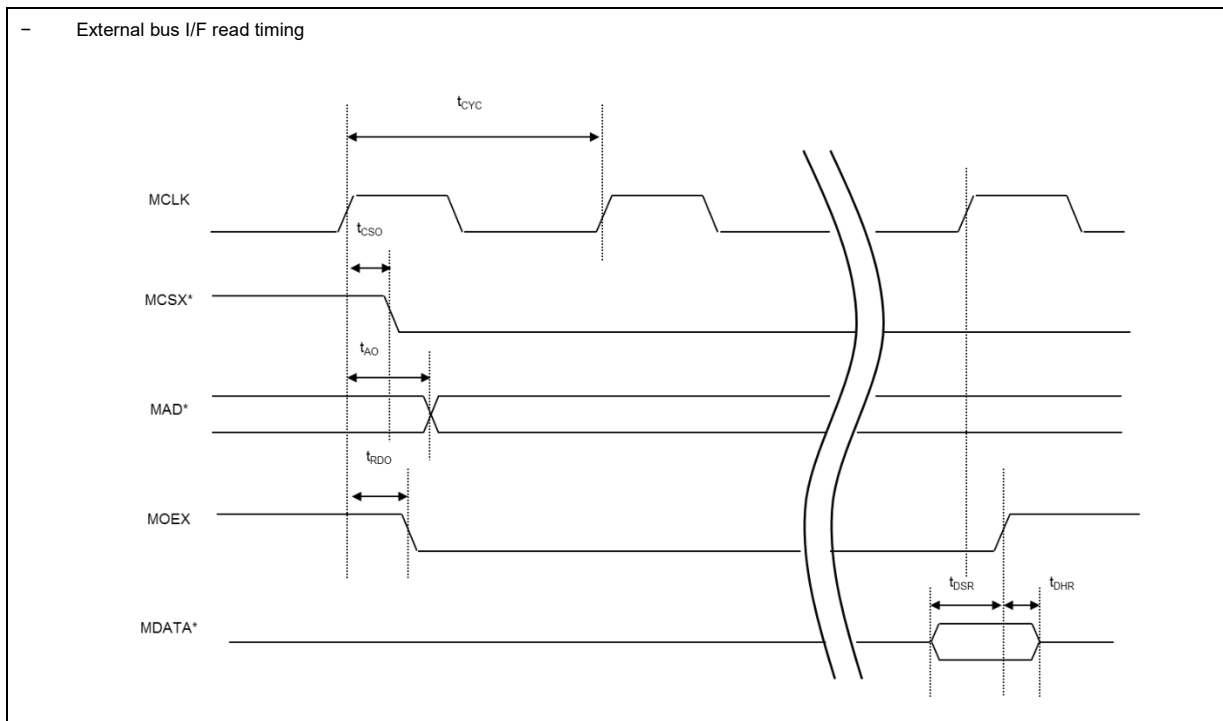 − External bus I/F read timing
tCYC
MCLK
tCSO
MCSX*
tAO
MAD*
tRDO
MOEX
tDSR tDHR
MDATA*